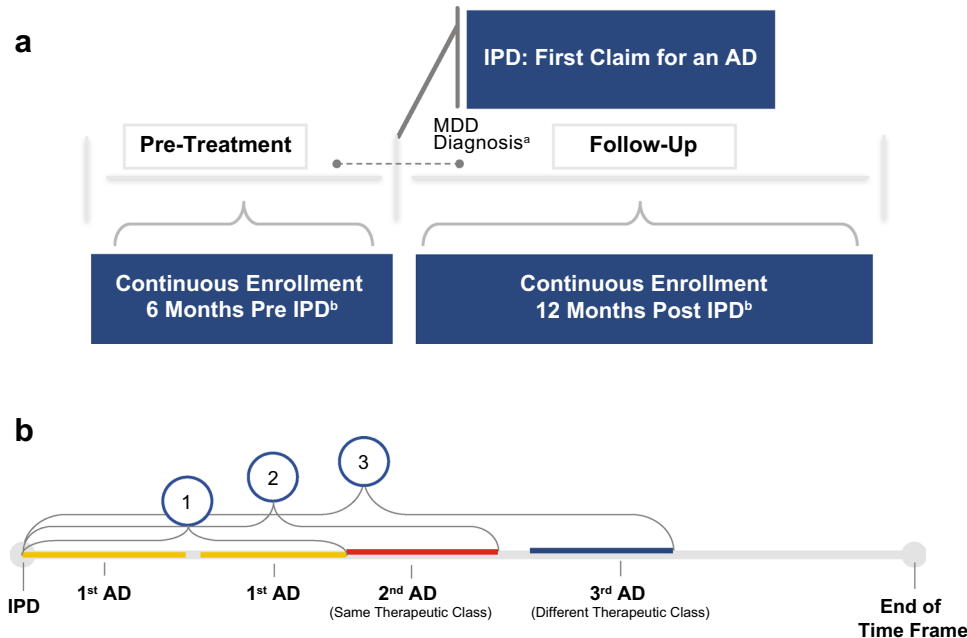 a
IPD: First Claim for an AD
MDD
Diagnosisᵃ
Pre-Treatment
Follow-Up
Continuous Enrollment
6 Months Pre IPDᵇ
Continuous Enrollment
12 Months Post IPDᵇ
b
1
2
3
IPD
1ˢᵗ AD
1ˢᵗ AD
2ⁿᵈ AD
(Same Therapeutic Class)
3ʳᵈ AD
(Different Therapeutic Class)
End of
Time Frame